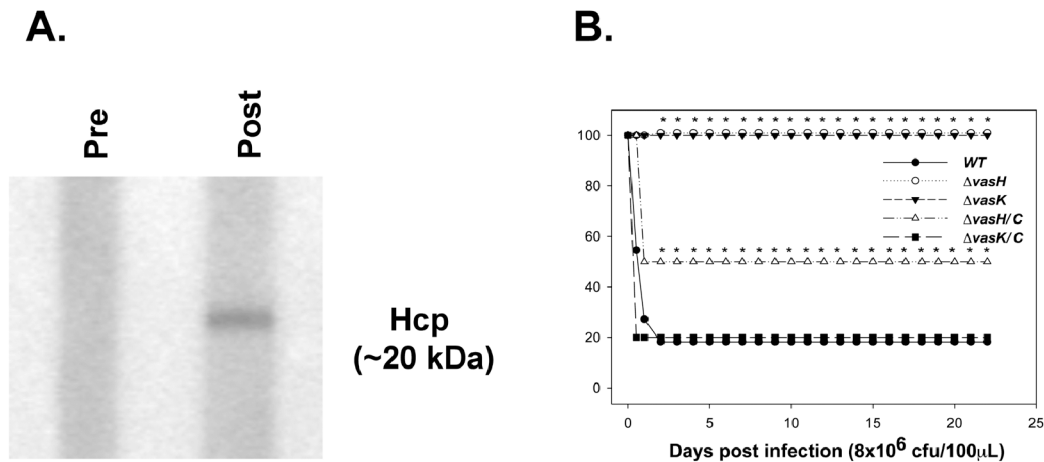 A.
Pre
Post
Hcp
(~20 kDa)
B.
100
80
60
40
20
0
* * * * * * * * * * * * * * * * * * * * *
* * * * * * * * * * * * * * * * * * * * *
WT
ΔvasH
ΔvasK
ΔvasH/C
ΔvasK/C
0 5 10 15 20 25
Days post infection (8x10⁶ cfu/100μL)